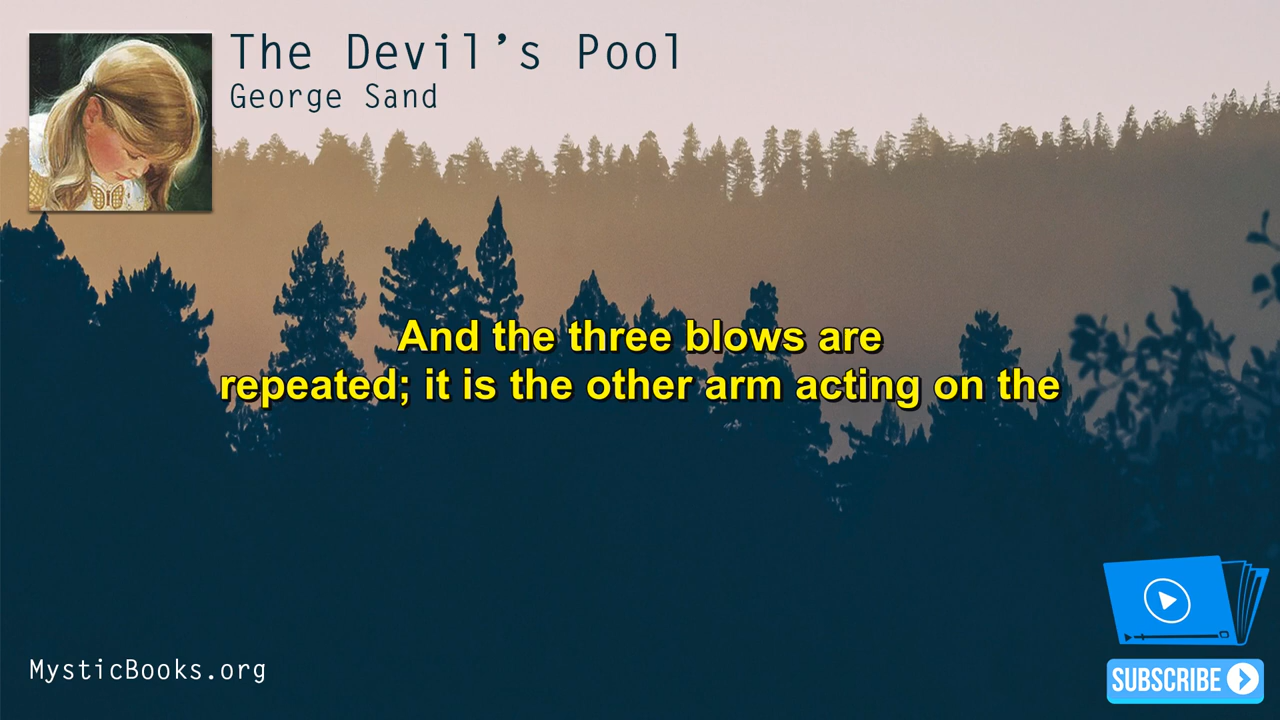 The Devil's Pool
George Sand
And the three blows are
repeated; it is the other arm acting on the
MysticBooks.org
SUBSCRIBE